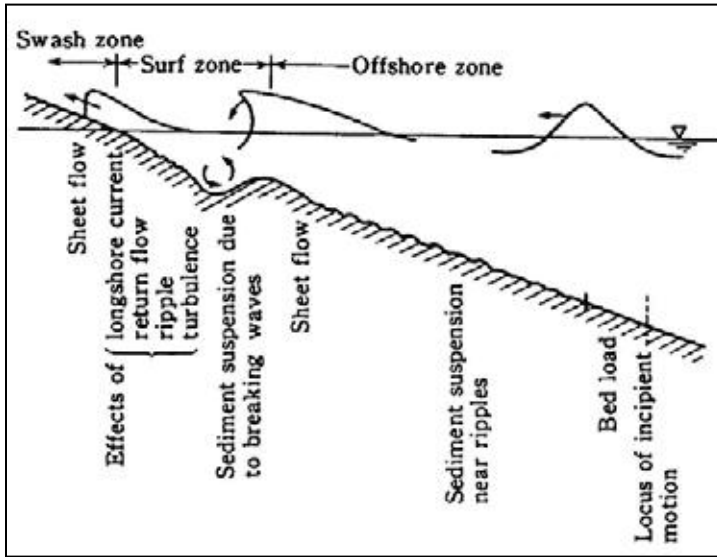 Swash zone
Surf zone
Offshore zone
Sheet flow
Effects of
longshore current
return flow
ripple
turbulence
Sediment suspension due
to breaking waves
Sheet flow
Sediment suspension
near ripples
Bed load
Locus of incipient
motion